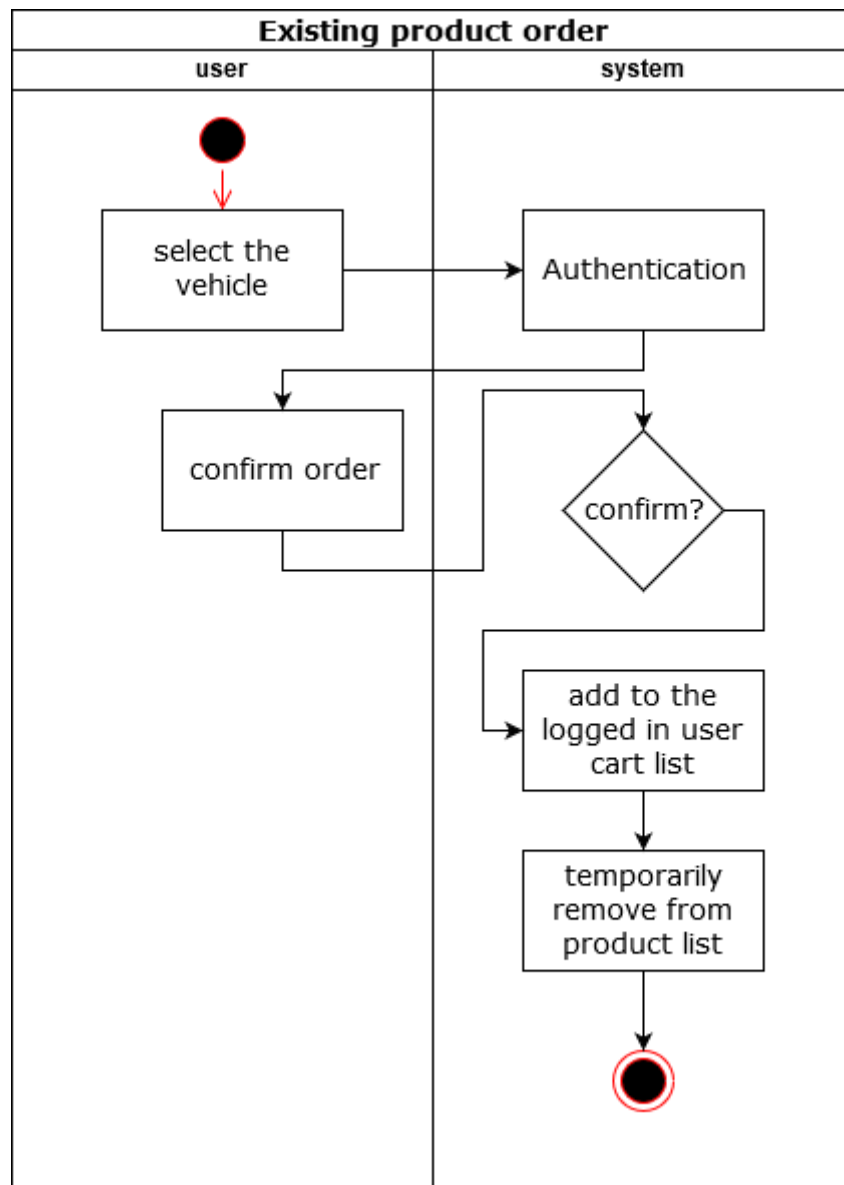 Existing product order
user
system
select the
vehicle
Authentication
confirm order
confirm?
add to the
logged in user
cart list
temporarily
remove from
product list